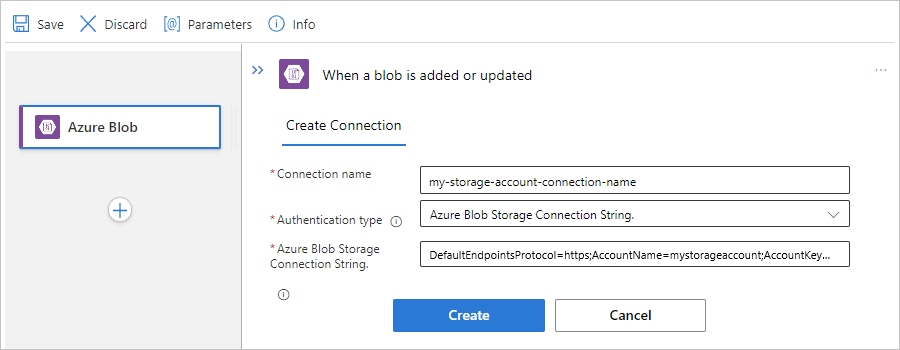 Save Discard [@] Parameters Info
When a blob is added or updated
Azure Blob
Create Connection
* Connection name
my-storage-account-connection-name
* Authentication type
Azure Blob Storage Connection String.
* Azure Blob Storage
Connection String.
DefaultEndpointsProtocol=https;AccountName=mystorageaccount;AccountKey...
Create Cancel